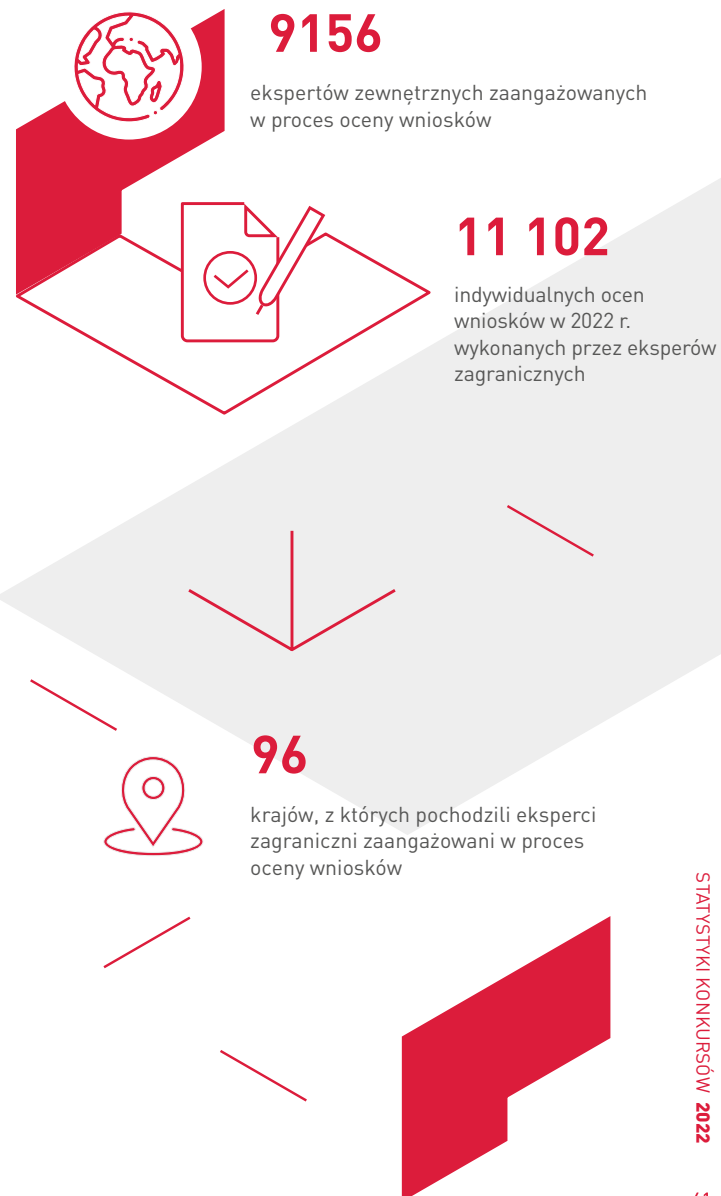 9156
ekspertów zewnętrznych zaangażowanych
w proces oceny wniosków
11 102
indywidualnych ocen
wniosków w 2022 r.
wykonanych przez eksperów
zagranicznych
96
krajów, z których pochodzili eksperci
zagraniczni zaangażowani w proces
oceny wniosków
STATYSTYKI KONKURSÓW 2022